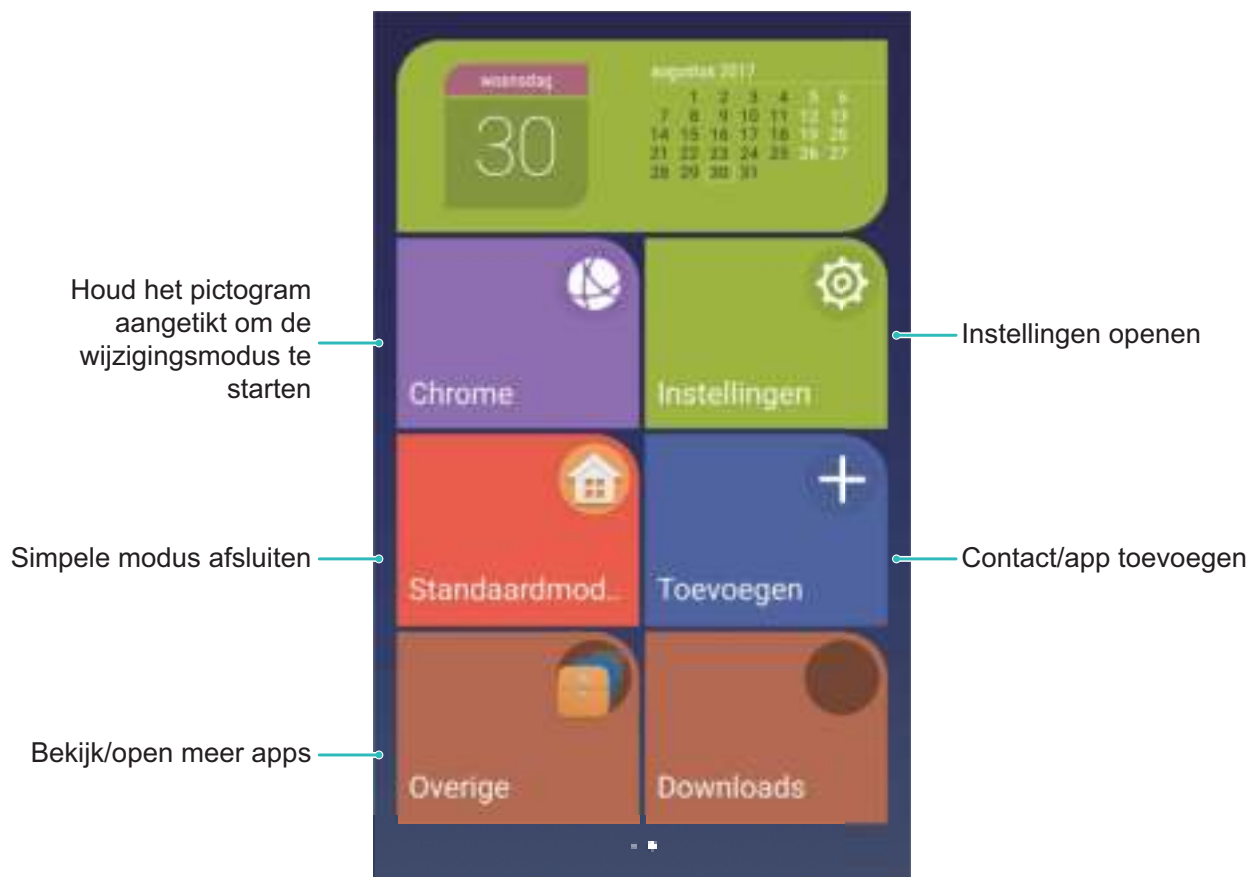 woensdag
30
augustus 2017
1 2 3 4 5 6
7 8 9 10 11 12 13
14 15 16 17 18 19 20
21 22 23 24 25 26 27
28 29 30 31
Houd het pictogram
aangetikt om de
wijzigingsmodus te
starten
Chrome
Instellingen
Instellingen openen
Simpele modus afsluiten
Standaardmod...
Toevoegen
Contact/app toevoegen
Bekijk/open meer apps
Overige
Downloads